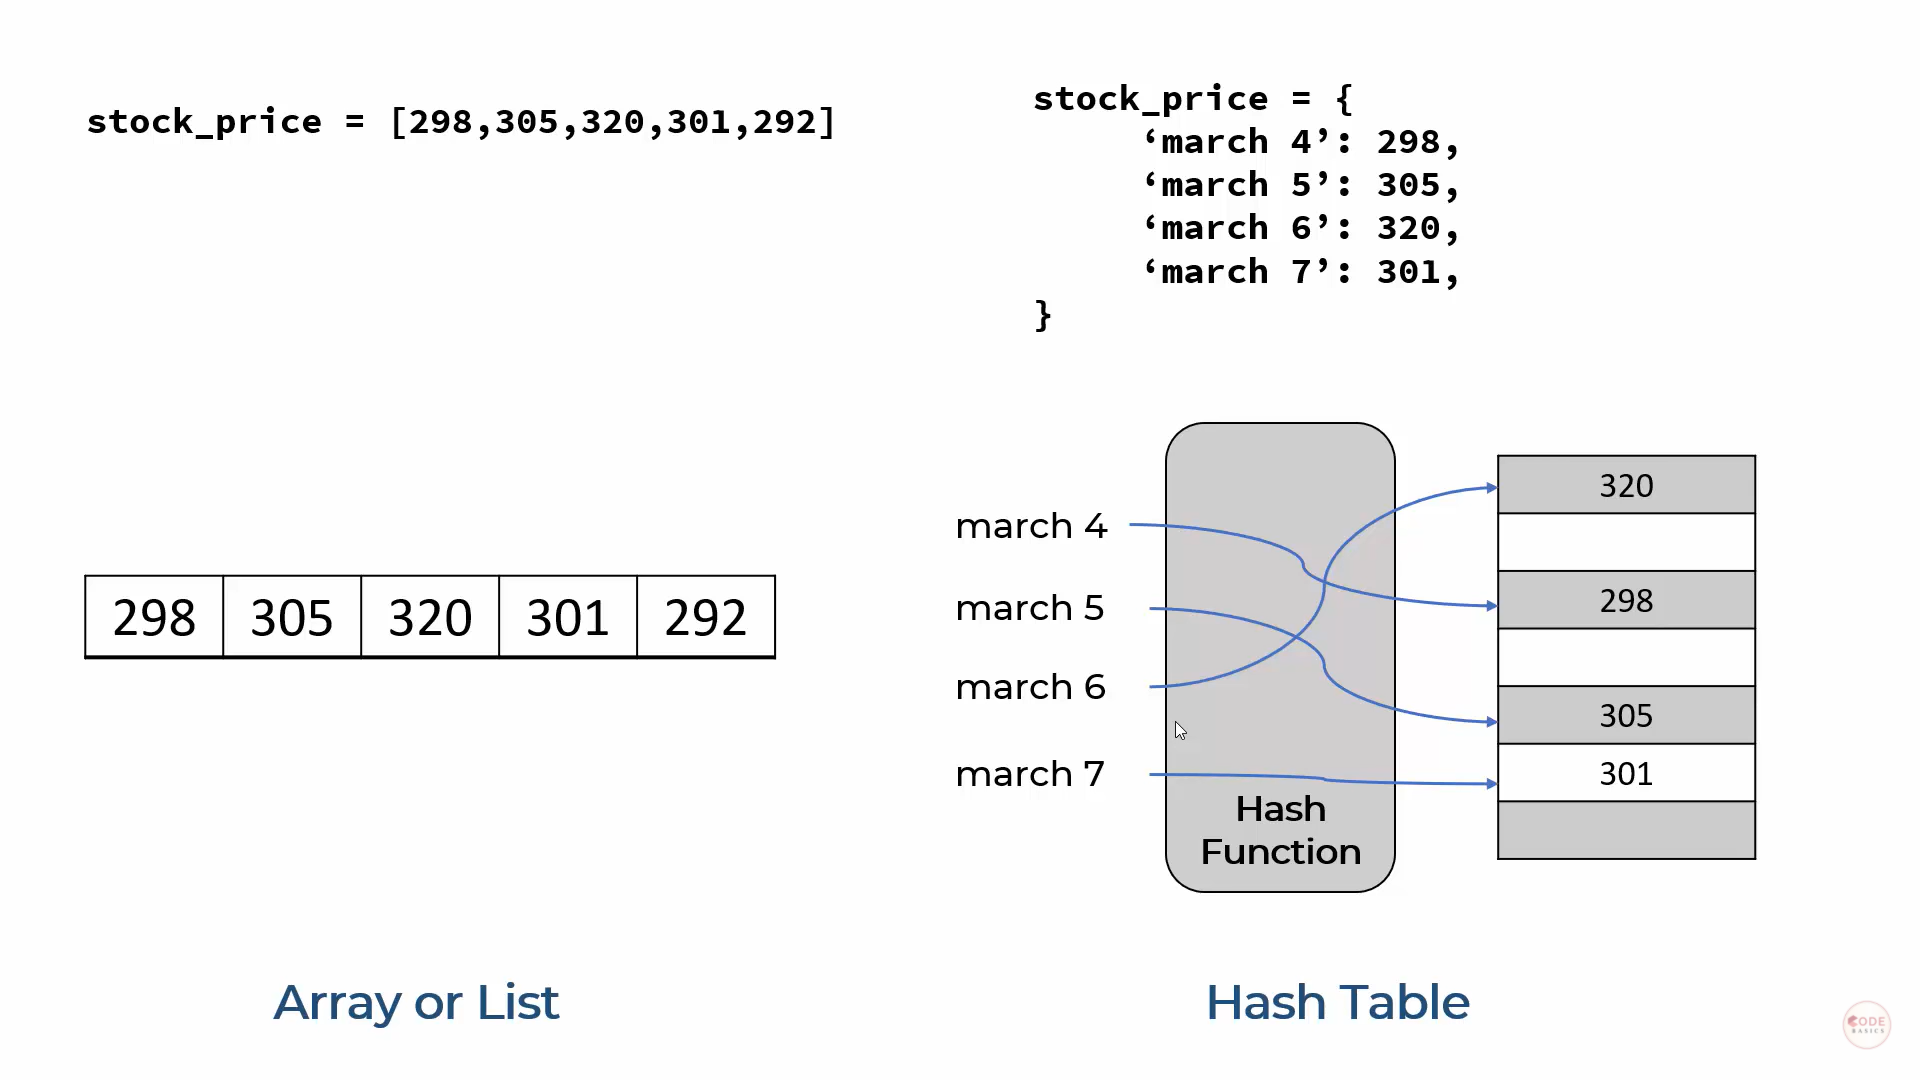 stock_price = [298,305,320,301,292]
298 305 320 301 292
Array or List
stock_price = {
‘march 4’: 298,
‘march 5’: 305,
‘march 6’: 320,
‘march 7’: 301,
}
march 4
march 5
march 6
march 7
Hash
Function
320
298
305
301
Hash Table
CODE
BASICS